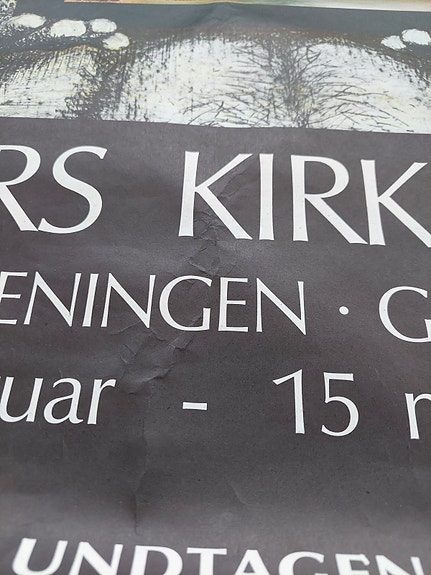 RS KIRK
ENINGEN · G
uar - 15 r
UNDTAGEN